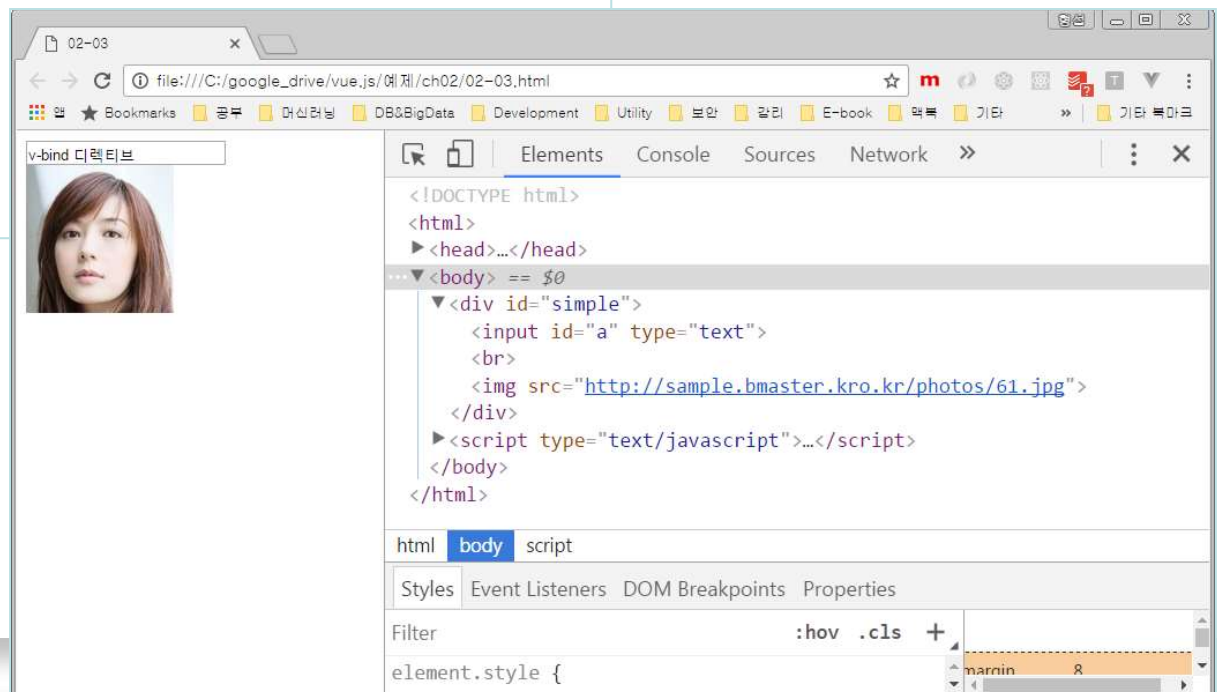 일섭
02-03
file:///C:/google_drive/vue.js/예제/ch02/02-03.html
m
?
T
앱 Bookmarks 공부 머신러닝 DB&BigData Development Utility 보안 갈리 E-book 맥북 기타 » 기타 북마크
v-bind 디렉티브
Elements Console Sources Network »
<!DOCTYPE html>
<html>
<head>…</head>
<body> == $0
<div id="simple">
<input id="a" type="text">
<br>
<img src="http://sample.bmaster.kro.kr/photos/61.jpg">
</div>
<script type="text/javascript">…</script>
</body>
</html>
html body script
Styles Event Listeners DOM Breakpoints Properties
Filter :hov .cls +
element.style {
margin 8